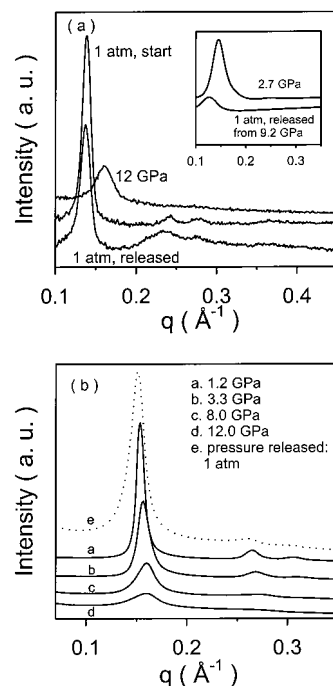 ( a )
1 atm, start
12 GPa
1 atm, released
2.7 GPa
1 atm, released
from 9.2 GPa
0.1 0.2 0.3
Intensity ( a. u. )
0.1 0.2 0.3 0.4
q ( Å⁻¹ )
( b )
a. 1.2 GPa
b. 3.3 GPa
c. 8.0 GPa
d. 12.0 GPa
e. pressure released:
1 atm
e
a
b
c
d
Intensity ( a. u. )
0.1 0.2 0.3
q ( Å⁻¹ )